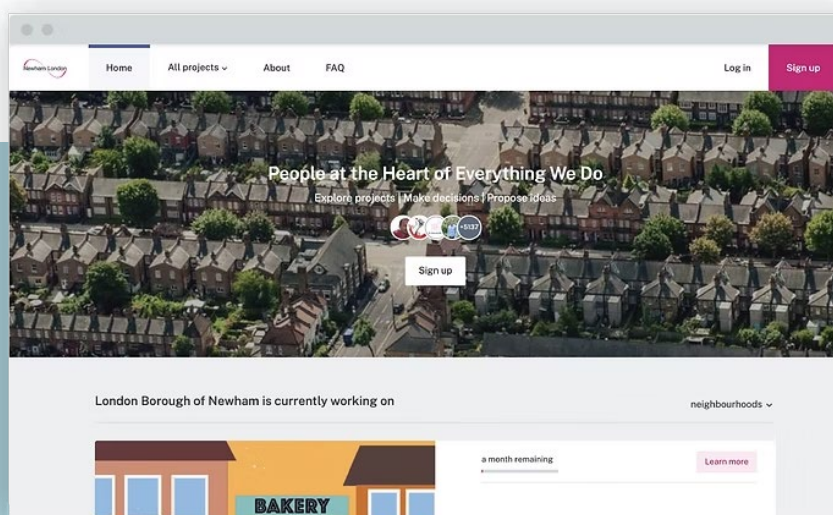 Newham London
Home
All projects
About
FAQ
Log in
Sign up
People at the Heart of Everything We Do
Explore projects | Make decisions | Propose ideas
+5137
Sign up
London Borough of Newham is currently working on
neighbourhoods
a month remaining
Learn more
BAKERY